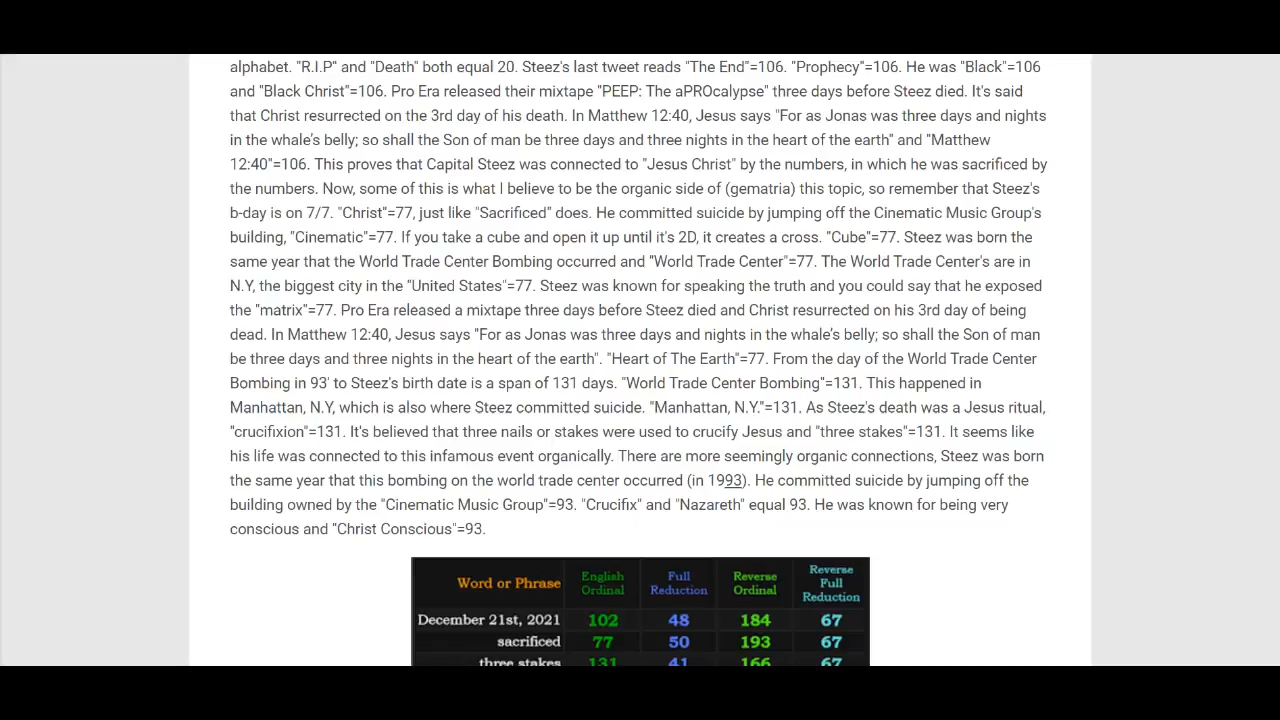 alphabet. "R.I.P" and "Death" both equal 20. Steez's last tweet reads "The End"=106. "Prophecy"=106. He was "Black"=106
and "Black Christ"=106. Pro Era released their mixtape "PEEP: The aPROcalypse" three days before Steez died. It's said
that Christ resurrected on the 3rd day of his death. In Matthew 12:40, Jesus says "For as Jonas was three days and nights
in the whale’s belly; so shall the Son of man be three days and three nights in the heart of the earth" and "Matthew
12:40"=106. This proves that Capital Steez was connected to "Jesus Christ" by the numbers, in which he was sacrificed by
the numbers. Now, some of this is what I believe to be the organic side of (gematria) this topic, so remember that Steez's
b-day is on 7/7. "Christ"=77, just like "Sacrificed" does. He committed suicide by jumping off the Cinematic Music Group's
building, "Cinematic"=77. If you take a cube and open it up until it's 2D, it creates a cross. "Cube"=77. Steez was born the
same year that the World Trade Center Bombing occurred and "World Trade Center"=77. The World Trade Center's are in
N.Y, the biggest city in the "United States"=77. Steez was known for speaking the truth and you could say that he exposed
the "matrix"=77. Pro Era released a mixtape three days before Steez died and Christ resurrected on his 3rd day of being
dead. In Matthew 12:40, Jesus says "For as Jonas was three days and nights in the whale’s belly; so shall the Son of man
be three days and three nights in the heart of the earth". "Heart of The Earth"=77. From the day of the World Trade Center
Bombing in 93' to Steez's birth date is a span of 131 days. "World Trade Center Bombing"=131. This happened in
Manhattan, N.Y, which is also where Steez committed suicide. "Manhattan, N.Y."=131. As Steez's death was a Jesus ritual,
"crucifixion"=131. It's believed that three nails or stakes were used to crucify Jesus and "three stakes"=131. It seems like
his life was connected to this infamous event organically. There are more seemingly organic connections, Steez was born
the same year that this bombing on the world trade center occurred (in 1993). He committed suicide by jumping off the
building owned by the "Cinematic Music Group"=93. "Crucifix" and "Nazareth" equal 93. He was known for being very
conscious and "Christ Conscious"=93.
Word or Phrase English Ordinal Full Reduction Reverse Ordinal Reverse Full Reduction
December 21st, 2021 102 48 184 67
sacrificed 77 50 193 67
three stakes 131 41 166 67